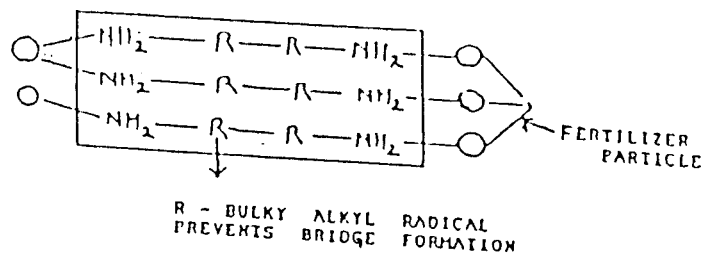 NH2 — R — R — NH2
NH2 — R — R — NH2
NH2 — R — R — NH2
FERTILIZER
PARTICLE
R - BULKY ALKYL RADICAL
PREVENTS BRIDGE FORMATION